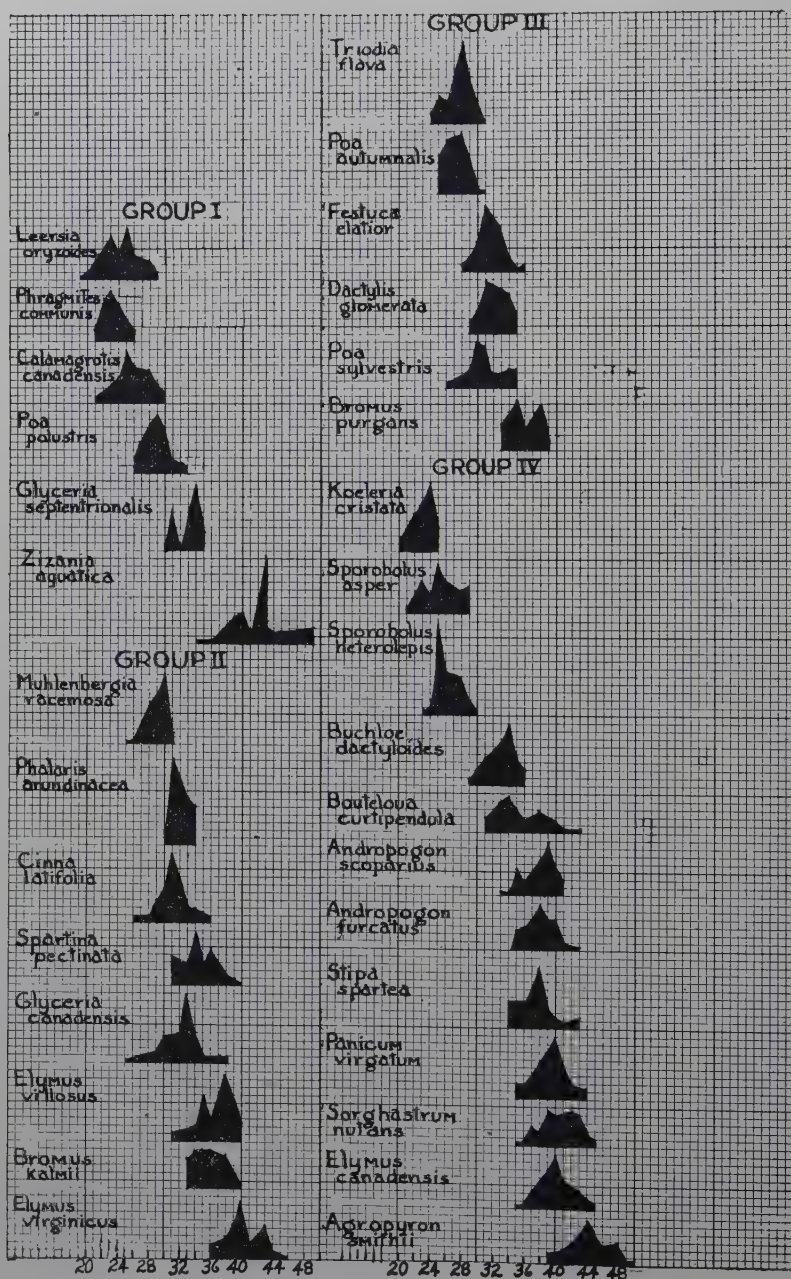 GROUP I
Leersia
oryzoides
Phragmites
communis
Calamagrotis
canadensis
Poa
palustris
Glyceria
septentrionalis
Zizania
aquatica
GROUP II
Muhlenbergia
racemosa
Phalaris
arundinacea
Cinna
latifolia
Spartina
pectinata
Glyceria
canadensis
Elymus
villosus
Bromus
kalmii
Elymus
virginicus
20 24 28 32 36 40 44 48
GROUP III
Triodia
flava
Poa
autumnalis
Festuca
elatior
Dactylis
glomerata
Poa
sylvestris
Bromus
purgans
GROUP IV
Koeleria
cristata
Sporobolus
asper
Sporobolus
heterolepis
Buchloe
dactyloides
Bouteloua
curtipendula
Andropogon
scoparius
Andropogon
furcatus
Stipa
spartea
Panicum
virgatum
Sorghastrum
nutans
Elymus
canadensis
Agropyron
smithii
20 24 28 32 36 40 44 48